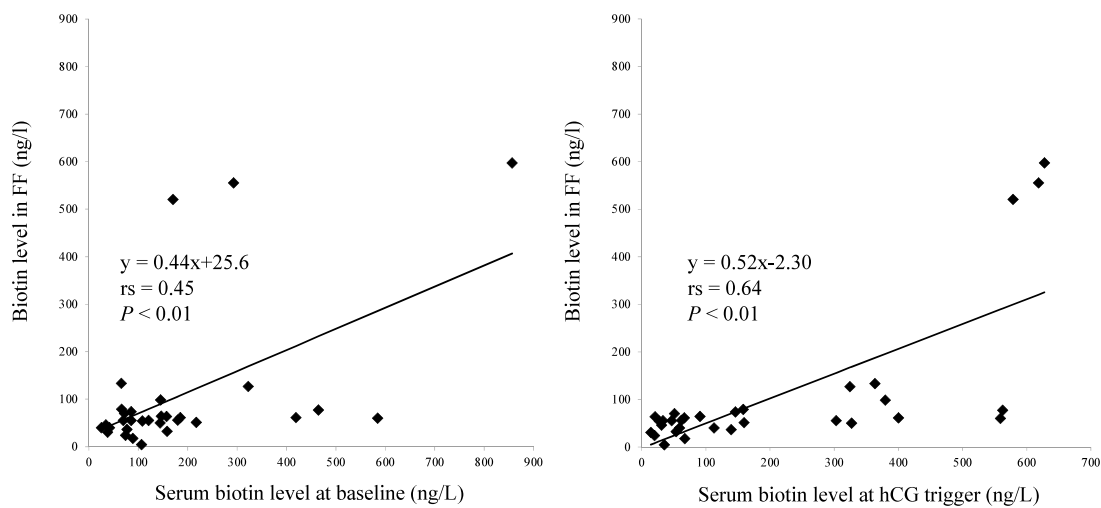 Biotin level in FF (ng/l)
900
800
700
600
500
400
300
200
100
0
y = 0.44x+25.6
rs = 0.45
P < 0.01
0 100 200 300 400 500 600 700 800 900
Serum biotin level at baseline (ng/L)
Biotin level in FF (ng/l)
900
800
700
600
500
400
300
200
100
0
y = 0.52x-2.30
rs = 0.64
P < 0.01
0 100 200 300 400 500 600 700
Serum biotin level at hCG trigger (ng/L)